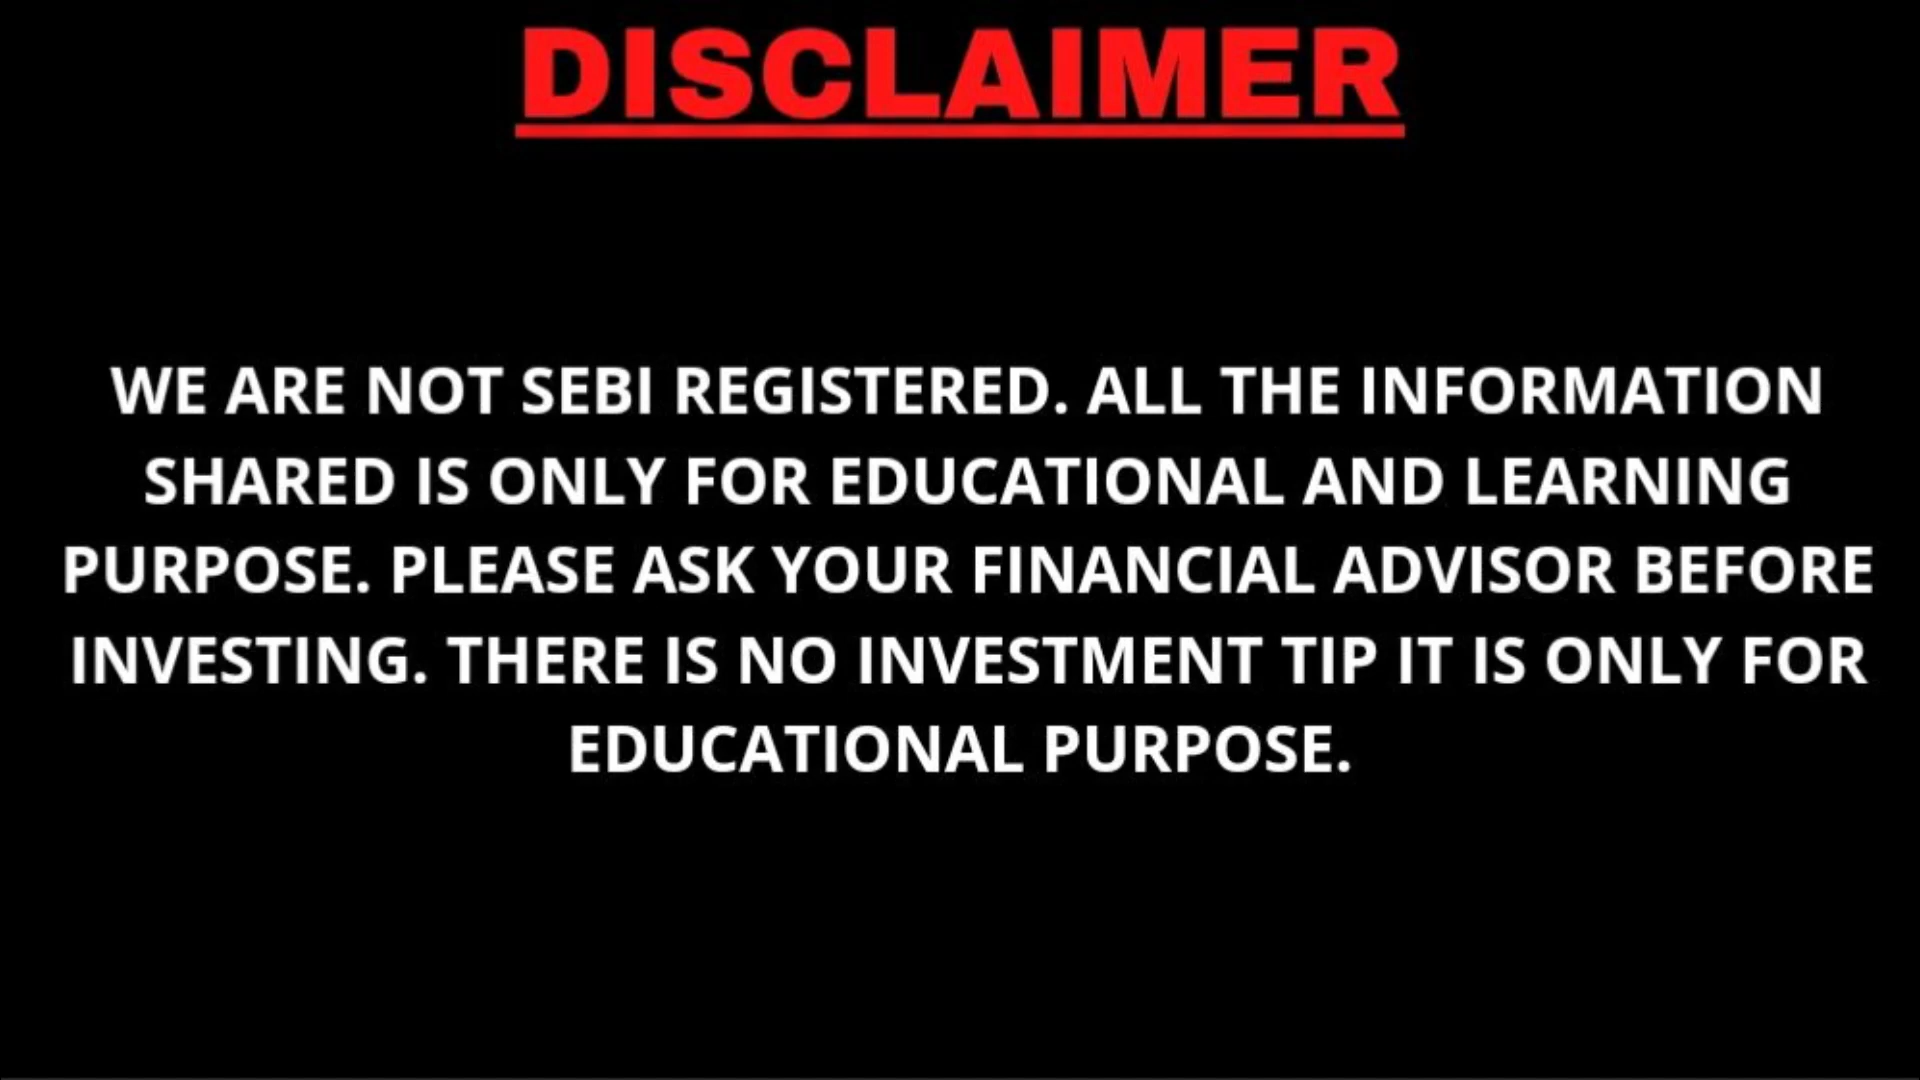 DISCLAIMER
WE ARE NOT SEBI REGISTERED. ALL THE INFORMATION
SHARED IS ONLY FOR EDUCATIONAL AND LEARNING
PURPOSE. PLEASE ASK YOUR FINANCIAL ADVISOR BEFORE
INVESTING. THERE IS NO INVESTMENT TIP IT IS ONLY FOR
EDUCATIONAL PURPOSE.